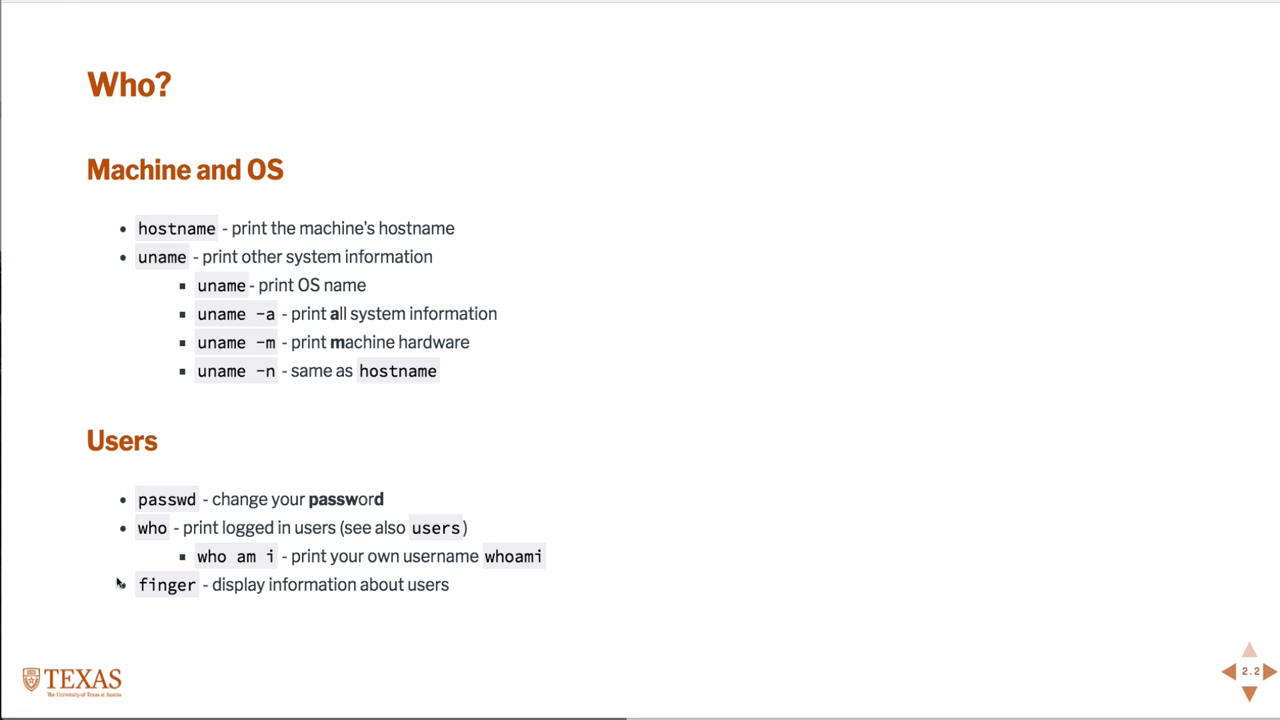 Who?
Machine and OS
hostname - print the machine's hostname
uname - print other system information
uname - print OS name
uname -a - print all system information
uname -m - print machine hardware
uname -n - same as hostname
Users
passwd - change your password
who - print logged in users (see also users)
who am i - print your own username whoami
finger - display information about users
TEXAS
The University of Texas at Austin
2.2